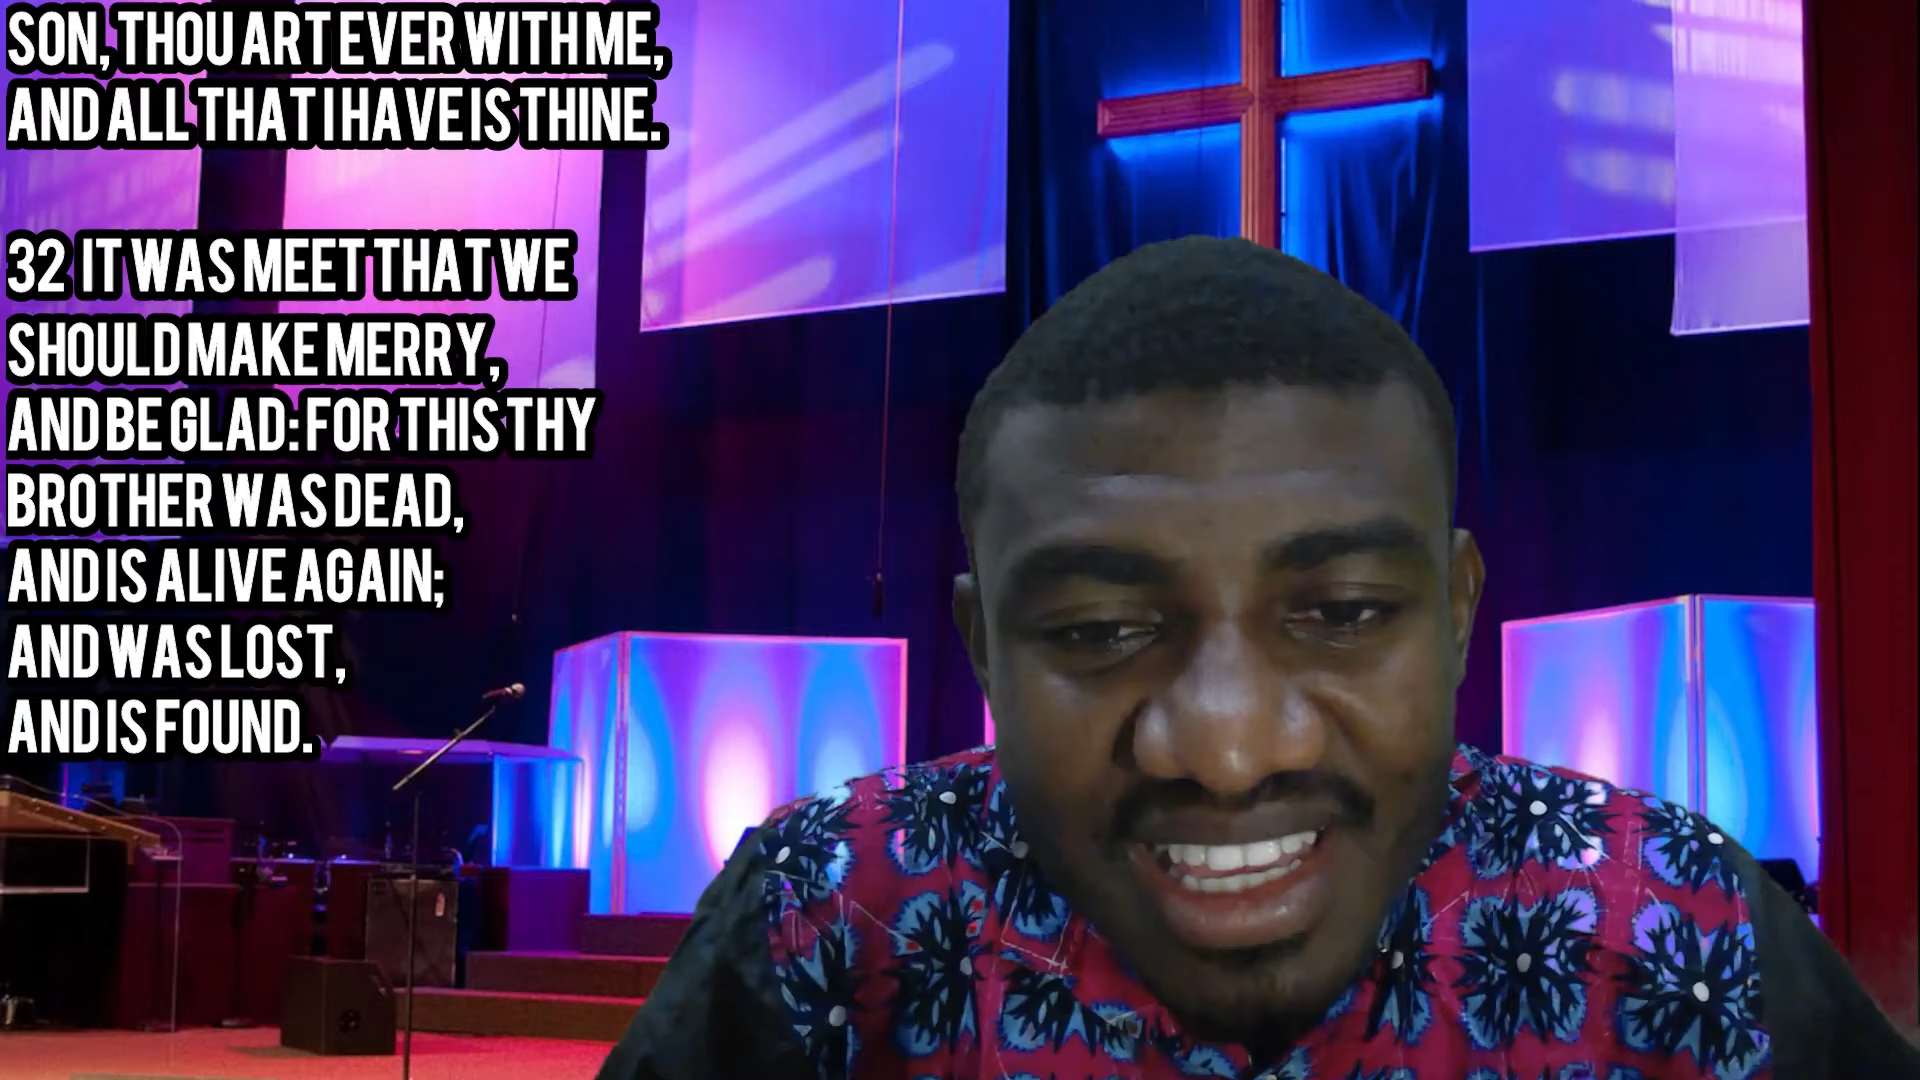 SON, THOU ART EVER WITH ME,
AND ALL THAT I HAVE IS THINE.
32 IT WAS MEET THAT WE
SHOULD MAKE MERRY,
AND BE GLAD: FOR THIS THY
BROTHER WAS DEAD,
AND IS ALIVE AGAIN;
AND WAS LOST,
AND IS FOUND.